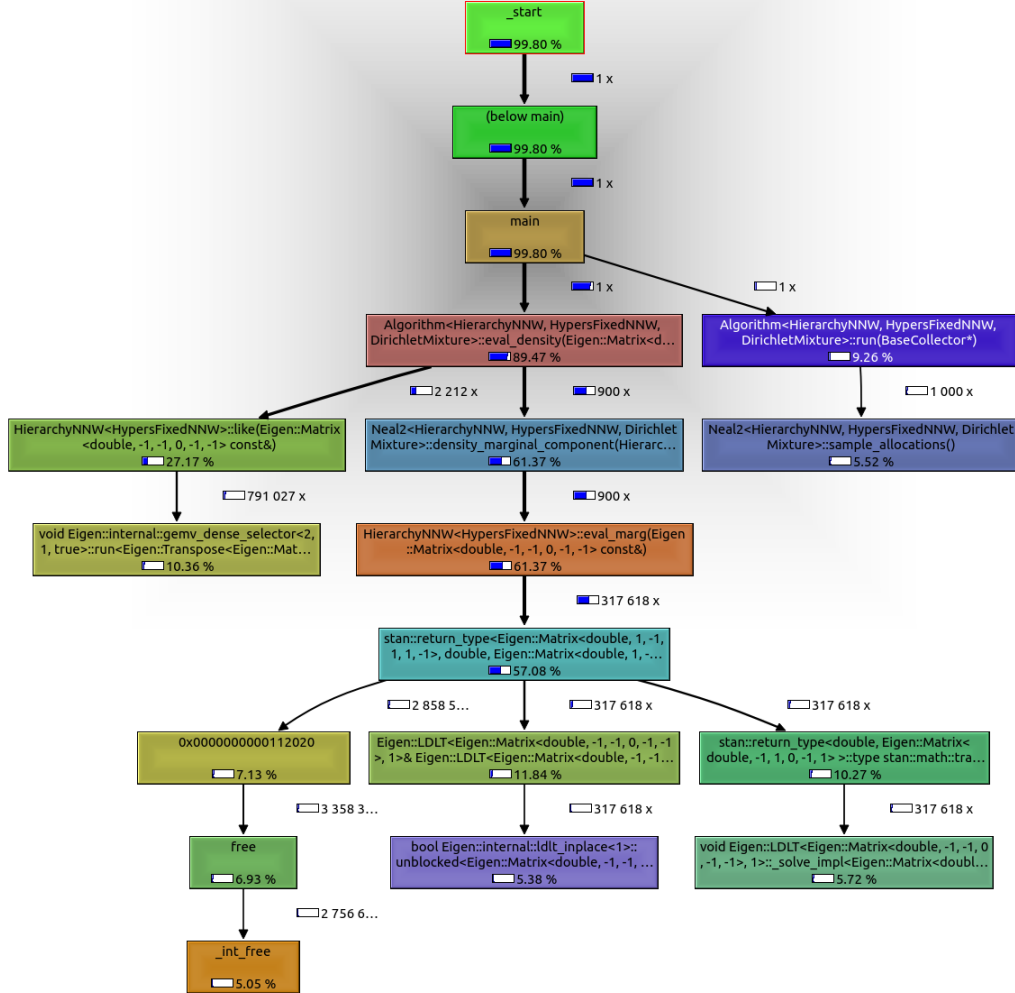 _start
99.80 %
1 x
(below main)
99.80 %
1 x
main
99.80 %
1 x
1 x
Algorithm<HierarchyNNW, HypersFixedNNW,
DirichletMixture>::eval_density(Eigen::Matrix<d...
89.47 %
Algorithm<HierarchyNNW, HypersFixedNNW,
DirichletMixture>::run(BaseCollector*)
9.26 %
2 212 x
900 x
1 000 x
HierarchyNNW<HypersFixedNNW>::like(Eigen::Matrix
<double, -1, -1, 0, -1, -1> const&)
27.17 %
Neal2<HierarchyNNW, HypersFixedNNW, Dirichlet
Mixture>::density_marginal_component(Hierarc...
61.37 %
Neal2<HierarchyNNW, HypersFixedNNW, Dirichlet
Mixture>::sample_allocations()
5.52 %
791 027 x
900 x
void Eigen::internal::gemv_dense_selector<2,
1, true>::run<Eigen::Transpose<Eigen::Mat...
10.36 %
HierarchyNNW<HypersFixedNNW>::eval_marg(Eigen
::Matrix<double, -1, -1, 0, -1, -1> const&)
61.37 %
317 618 x
stan::return_type<Eigen::Matrix<double, 1, -1,
1, 1, -1>, double, Eigen::Matrix<double, 1, -...
57.08 %
2 858 5...
317 618 x
317 618 x
0x0000000000112020
7.13 %
Eigen::LDLT<Eigen::Matrix<double, -1, -1, 0, -1, -1
>, 1>& Eigen::LDLT<Eigen::Matrix<double, -1, -1...
11.84 %
stan::return_type<double, Eigen::Matrix<
double, -1, 1, 0, -1, 1> >::type stan::math::tra...
10.27 %
3 358 3...
317 618 x
317 618 x
free
6.93 %
bool Eigen::internal::ldlt_inplace<1>::
unblocked<Eigen::Matrix<double, -1, -1, ...
5.38 %
void Eigen::LDLT<Eigen::Matrix<double, -1, -1, 0
, -1, -1>, 1>::_solve_impl<Eigen::Matrix<doubl...
5.72 %
2 756 6...
_int_free
5.05 %